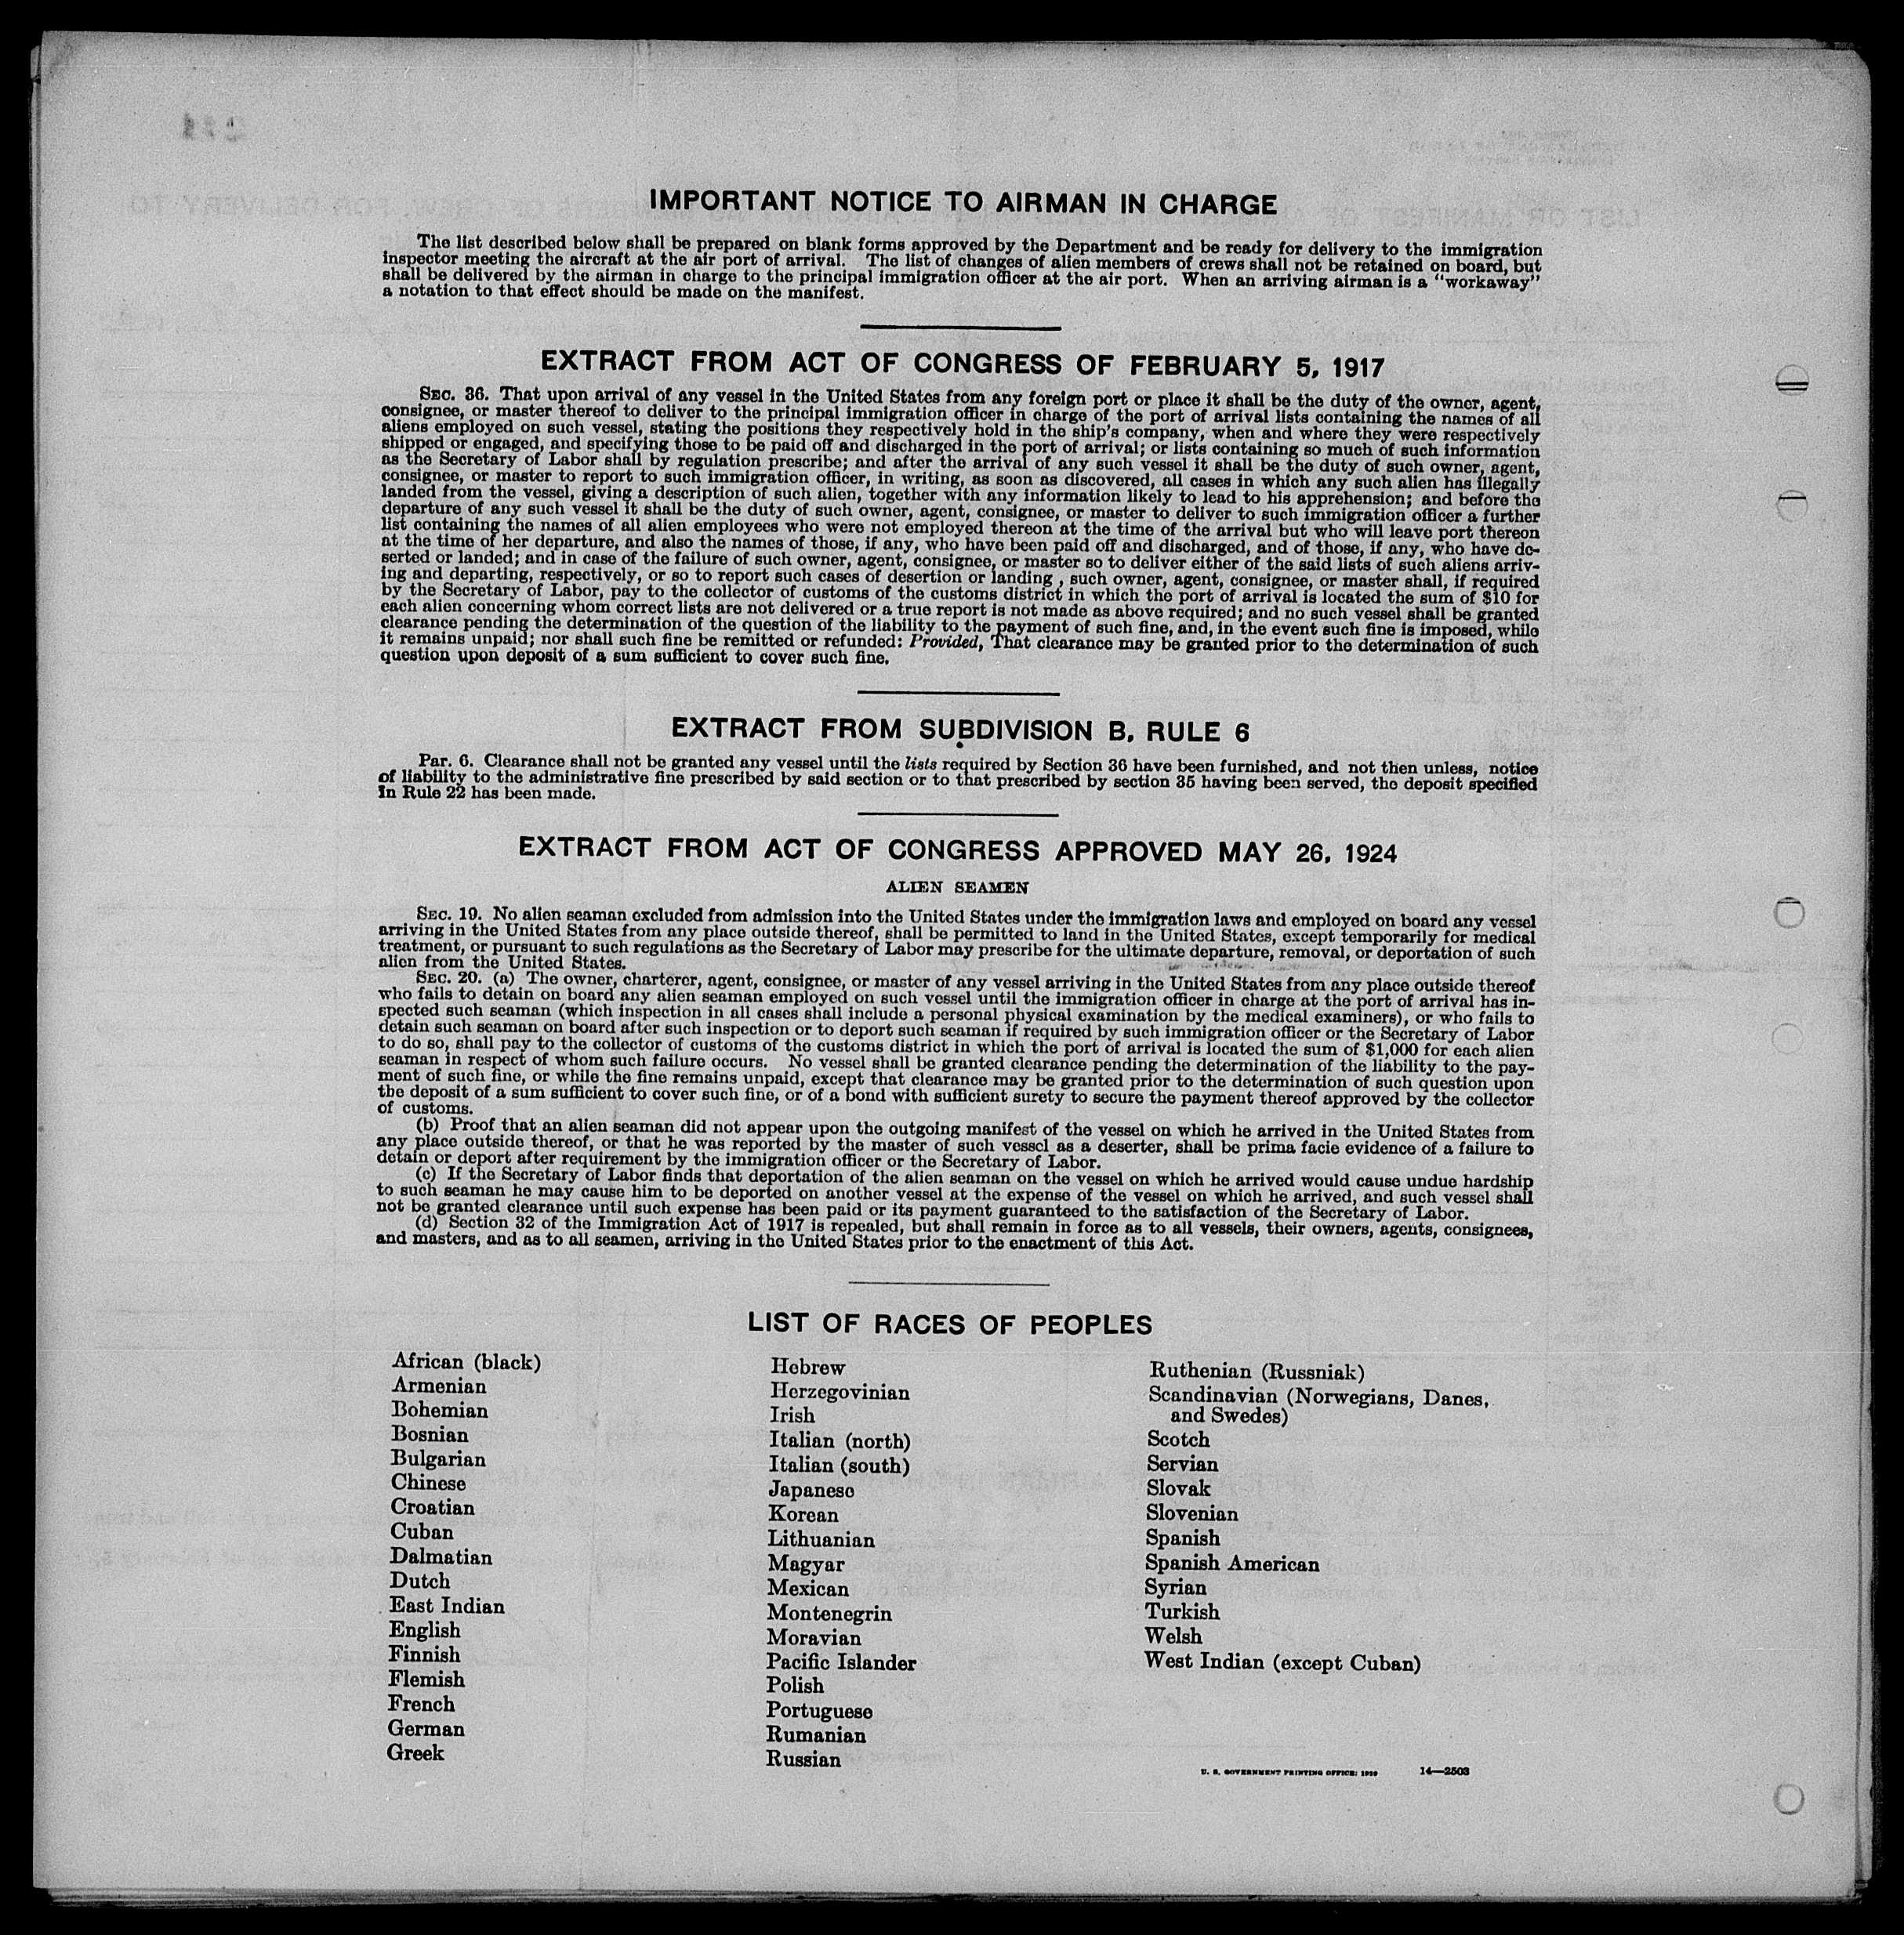 IMPORTANT NOTICE TO AIRMAN IN CHARGE
The list described below shall be prepared on blank forms approved by the Department and be ready for delivery to the immigration
inspector meeting the aircraft at the air port of arrival. The list of changes of alien members of crews shall not be retained on board, but
shall be delivered by the airman in charge to the principal immigration officer at the air port. When an arriving airman is a "workaway"
a notation to that effect should be made on the manifest.
EXTRACT FROM ACT OF CONGRESS OF FEBRUARY 5, 1917
SEC. 36. That upon arrival of any vessel in the United States from any foreign port or place it shall be the duty of the owner, agent,
consignee, or master thereof to deliver to the principal immigration officer in charge of the port of arrival lists containing the names of all
aliens employed on such vessel, stating the positions they respectively hold in the ship's company, when and where they were respectively
shipped or engaged, and specifying those to be paid off and discharged in the port of arrival; or lists containing so much of such information
as the Secretary of Labor shall by regulation prescribe; and after the arrival of any such vessel it shall be the duty of such owner, agent,
consignee, or master to report to such immigration officer, in writing, as soon as discovered, all cases in which any such alien has illegally
landed from the vessel, giving a description of such alien, together with any information likely to lead to his apprehension; and before the
departure of any such vessel it shall be the duty of such owner, agent, consignee, or master to deliver to such immigration officer a further
list containing the names of all alien employees who were not employed thereon at the time of the arrival but who will leave port thereon
at the time of her departure, and also the names of those, if any, who have been paid off and discharged, and of those, if any, who have de-
serted or landed; and in case of the failure of such owner, agent, consignee, or master so to deliver either of the said lists of such aliens arriv-
ing and departing, respectively, or so to report such cases of desertion or landing , such owner, agent, consignee, or master shall, if required
by the Secretary of Labor, pay to the collector of customs of the customs district in which the port of arrival is located the sum of $10 for
each alien concerning whom correct lists are not delivered or a true report is not made as above required; and no such vessel shall be granted
clearance pending the determination of the question of the liability to the payment of such fine, and, in the event such fine is imposed, while
it remains unpaid; nor shall such fine be remitted or refunded: Provided, That clearance may be granted prior to the determination of such
question upon deposit of a sum sufficient to cover such fine.
EXTRACT FROM SUBDIVISION B, RULE 6
Par. 6. Clearance shall not be granted any vessel until the lists required by Section 36 have been furnished, and not then unless, notice
of liability to the administrative fine prescribed by said section or to that prescribed by section 35 having been served, the deposit specified
in Rule 22 has been made.
EXTRACT FROM ACT OF CONGRESS APPROVED MAY 26, 1924
ALIEN SEAMEN
SEC. 19. No alien seaman excluded from admission into the United States under the immigration laws and employed on board any vessel
arriving in the United States from any place outside thereof, shall be permitted to land in the United States, except temporarily for medical
treatment, or pursuant to such regulations as the Secretary of Labor may prescribe for the ultimate departure, removal, or deportation of such
alien from the United States.
SEC. 20. (a) The owner, charterer, agent, consignee, or master of any vessel arriving in the United States from any place outside thereof
who fails to detain on board any alien seaman employed on such vessel until the immigration officer in charge at the port of arrival has in-
spected such seaman (which inspection in all cases shall include a personal physical examination by the medical examiners), or who fails to
detain such seaman on board after such inspection or to deport such seaman if required by such immigration officer or the Secretary of Labor
to do so, shall pay to the collector of customs of the customs district in which the port of arrival is located the sum of $1,000 for each alien
seaman in respect of whom such failure occurs. No vessel shall be granted clearance pending the determination of the liability to the pay-
ment of such fine, or while the fine remains unpaid, except that clearance may be granted prior to the determination of such question upon
the deposit of a sum sufficient to cover such fine, or of a bond with sufficient surety to secure the payment thereof approved by the collector
of customs.
(b) Proof that an alien seaman did not appear upon the outgoing manifest of the vessel on which he arrived in the United States from
any place outside thereof, or that he was reported by the master of such vessel as a deserter, shall be prima facie evidence of a failure to
detain or deport after requirement by the immigration officer or the Secretary of Labor.
(c) If the Secretary of Labor finds that deportation of the alien seaman on the vessel on which he arrived would cause undue hardship
to such seaman he may cause him to be deported on another vessel at the expense of the vessel on which he arrived, and such vessel shall
not be granted clearance until such expense has been paid or its payment guaranteed to the satisfaction of the Secretary of Labor.
(d) Section 32 of the Immigration Act of 1917 is repealed, but shall remain in force as to all vessels, their owners, agents, consignees,
and masters, and as to all seamen, arriving in the United States prior to the enactment of this Act.
LIST OF RACES OF PEOPLES
African (black)
Armenian
Bohemian
Bosnian
Bulgarian
Chinese
Croatian
Cuban
Dalmatian
Dutch
East Indian
English
Finnish
Flemish
French
German
Greek
Hebrew
Herzegovinian
Irish
Italian (north)
Italian (south)
Japanese
Korean
Lithuanian
Magyar
Mexican
Montenegrin
Moravian
Pacific Islander
Polish
Portuguese
Rumanian
Russian
Ruthenian (Russniak)
Scandinavian (Norwegians, Danes,
and Swedes)
Scotch
Servian
Slovak
Slovenian
Spanish
Spanish American
Syrian
Turkish
Welsh
West Indian (except Cuban)
U. S. GOVERNMENT PRINTING OFFICE: 1929 14—2503